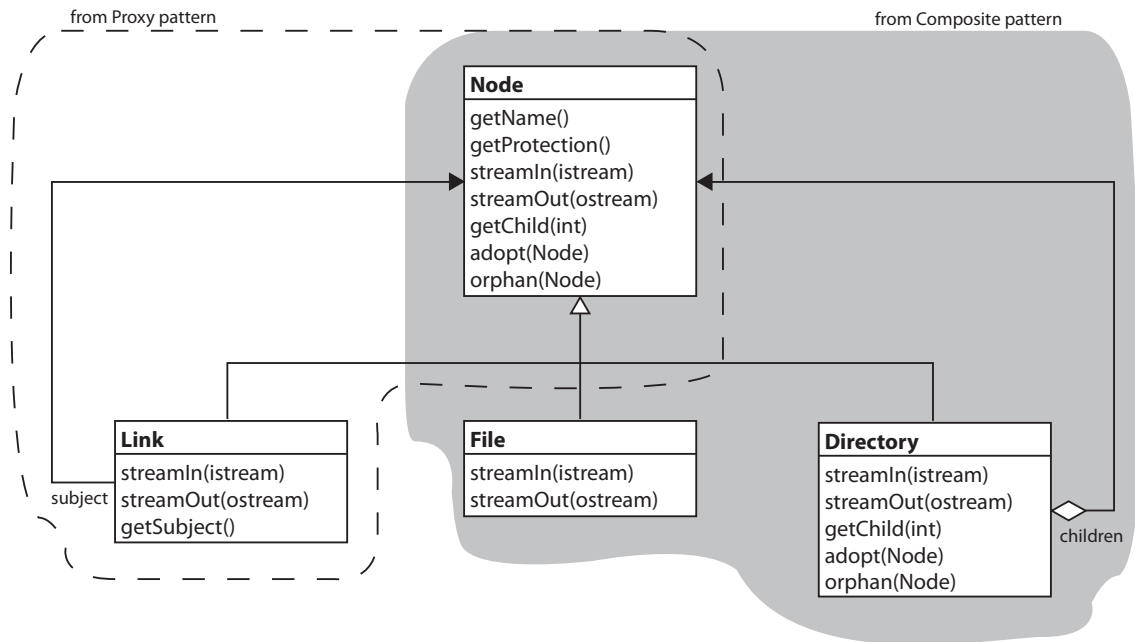 from Proxy pattern
from Composite pattern
Node
getName()
getProtection()
streamIn(istream)
streamOut(ostream)
getChild(int)
adopt(Node)
orphan(Node)
Link
streamIn(istream)
streamOut(ostream)
getSubject()
subject
File
streamIn(istream)
streamOut(ostream)
Directory
streamIn(istream)
streamOut(ostream)
getChild(int)
adopt(Node)
orphan(Node)
children